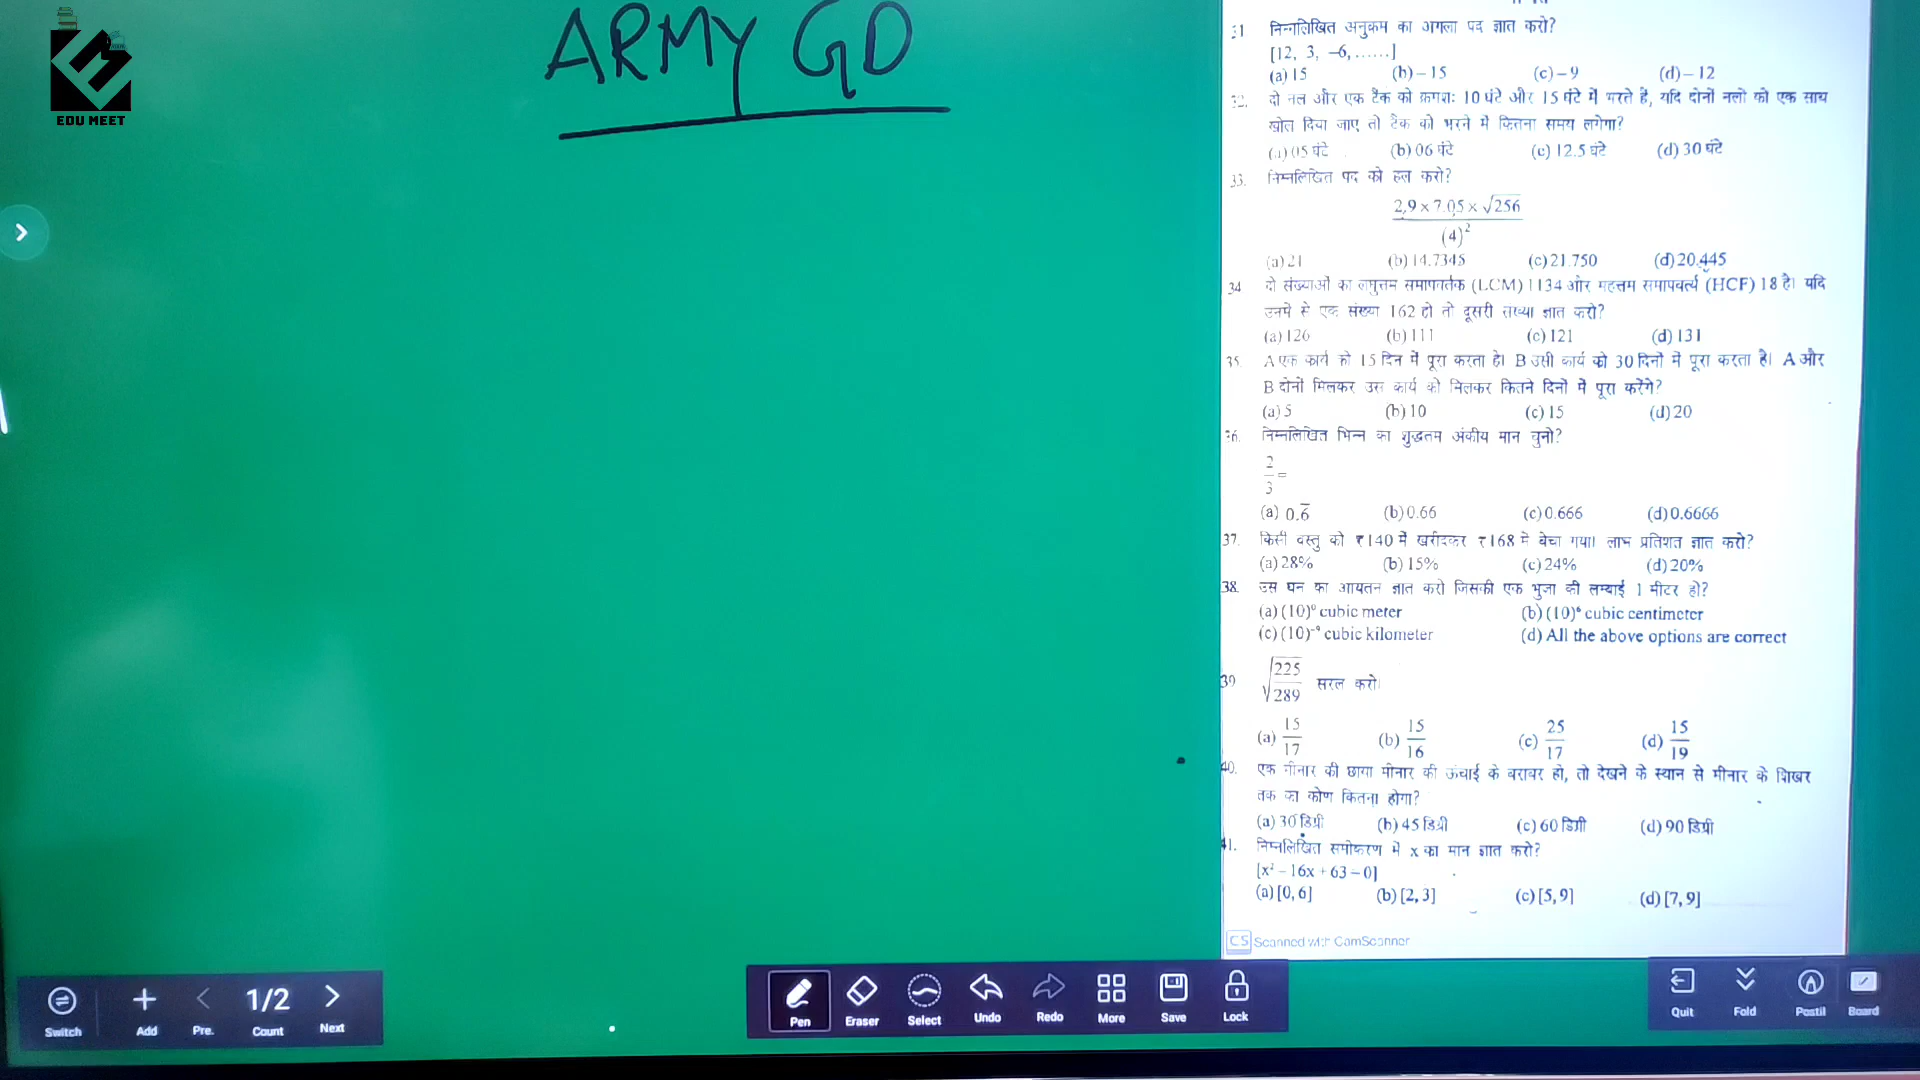 ARMY GD
EDU MEET
31 निम्नलिखित अनुक्रम का अगला पद ज्ञात करो?
[12, 3, –6,......]
(a) 15 (b) – 15 (c) – 9 (d) – 12
32. दो नल और एक टैंक को क्रमशः 10 घंटे और 15 घंटे में भरते है, यदि दोनों नलो को एक साथ
खोल दिया जाए तो टैंक को भरने में कितना समय लगेगा?
(a) 05 घंटे (b) 06 घंटे (c) 12.5 घंटे (d) 30 घंटे
33. निम्नलिखित पद को हल करो?
2.9 × 7.05 × √256
(4)²
(a) 21 (b) 14.7345 (c) 21.750 (d) 20.445
34 दो संख्याओं का लघुत्तम समापवर्तक (LCM) 1134 और महत्तम समापवर्त्य (HCF) 18 है। यदि
उनमे से एक संख्या 162 हो तो दूसरी संख्या ज्ञात करो?
(a) 126 (b) 111 (c) 121 (d) 131
35. A एक कार्य को 15 दिन में पूरा करता है। B उसी कार्य को 30 दिनों में पूरा करता है। A और
B दोनों मिलकर उस कार्य को मिलकर कितने दिनों में पूरा करेंगे?
(a) 5 (b) 10 (c) 15 (d) 20
36. निम्नलिखित भिन्न का शुद्धतम अंकीय मान चुनो?
2
3 =
(a) 0.6̅ (b) 0.66 (c) 0.666 (d) 0.6666
37. किसी वस्तु को ₹140 में खरीदकर ₹168 में बेचा गया। लाभ प्रतिशत ज्ञात करो?
(a) 28% (b) 15% (c) 24% (d) 20%
38. उस घन का आयतन ज्ञात करो जिसकी एक भुजा की लम्बाई 1 मीटर हो?
(a) (10)⁰ cubic meter (b) (10)⁶ cubic centimeter
(c) (10)⁻⁹ cubic kilometer (d) All the above options are correct
39 √225/289 सरल करो।
(a) 15/17 (b) 15/16 (c) 25/17 (d) 15/19
40. एक मीनार की छाया मीनार की ऊंचाई के बराबर हो, तो देखने के स्थान से मीनार के शिखर
तक का कोण कितना होगा?
(a) 30 डिग्री (b) 45 डिग्री (c) 60 डिग्री (d) 90 डिग्री
41. निम्नलिखित समीकरण में x का मान ज्ञात करो?
[x² – 16x + 63 – 0]
(a) [0, 6] (b) [2, 3] (c) [5, 9] (d) [7, 9]
CS Scanned with CamScanner
Switch Add Pre. 1/2 Count Next
Pen Eraser Select Undo Redo More Save Lock
Quit Fold Postil Board